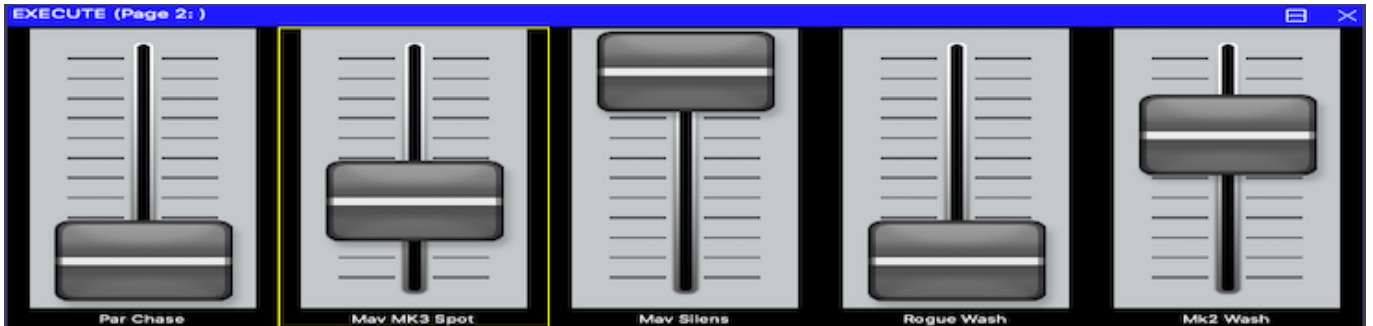 EXECUTE (Page 2: )
Par Chase
Mav MK3 Spot
Mav Silens
Rogue Wash
Mk2 Wash